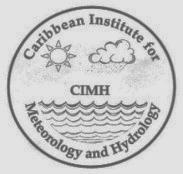 Caribbean Institute for
CIMH
Meteorology and Hydrology